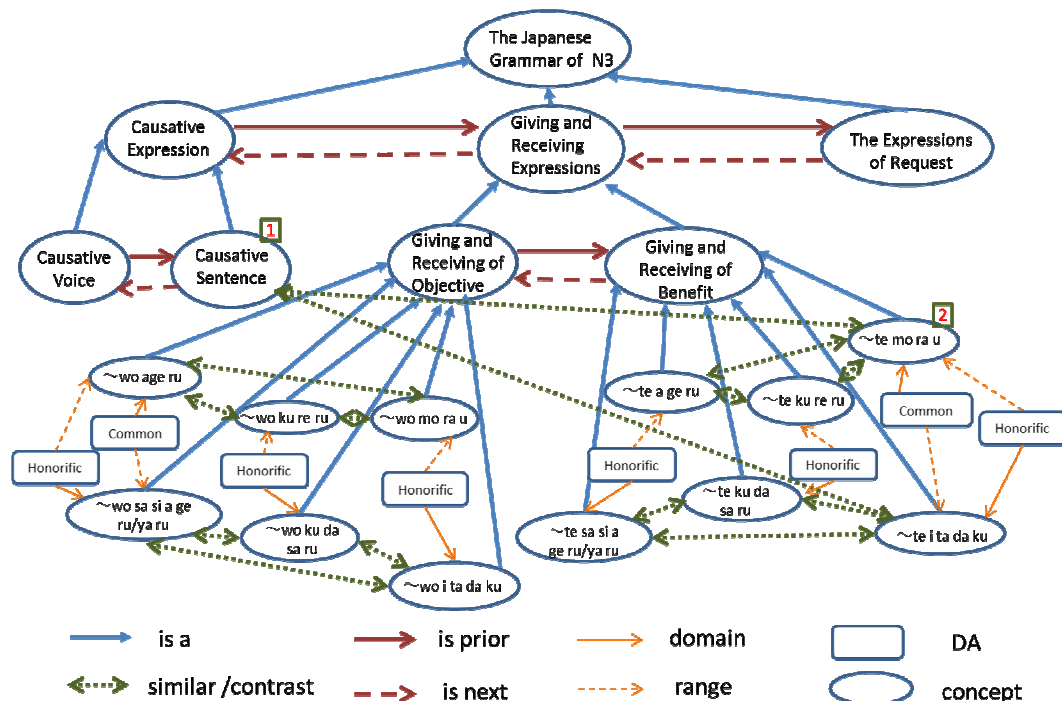 The Japanese
Grammar of N3
Causative
Expression
Giving and
Receiving
Expressions
The Expressions
of Request
1
Causative
Voice
Causative
Sentence
Giving and
Receiving of
Objective
Giving and
Receiving of
Benefit
2
~te mo ra u
~wo age ru
~wo ku re ru
~wo mo ra u
~te a ge ru
~te ku re ru
Common
Common
Honorific
Honorific
Honorific
Honorific
Honorific
Honorific
~wo sa si a ge
ru/ya ru
~wo ku da
sa ru
~wo i ta da ku
~te sa si a
ge ru/ya ru
~te ku da
sa ru
~te i ta da ku
is a
is prior
domain
DA
similar /contrast
is next
range
concept